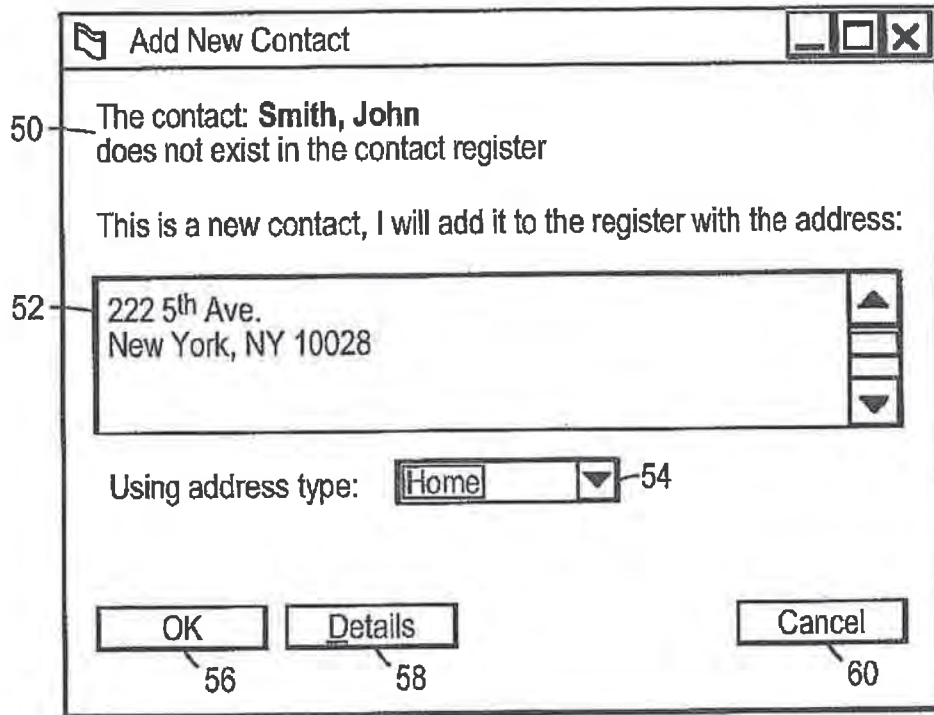 Add New Contact
50
The contact: Smith, John
does not exist in the contact register
This is a new contact, I will add it to the register with the address:
52
222 5th Ave.
New York, NY 10028
Using address type: Home 54
OK Details Cancel
56 58 60